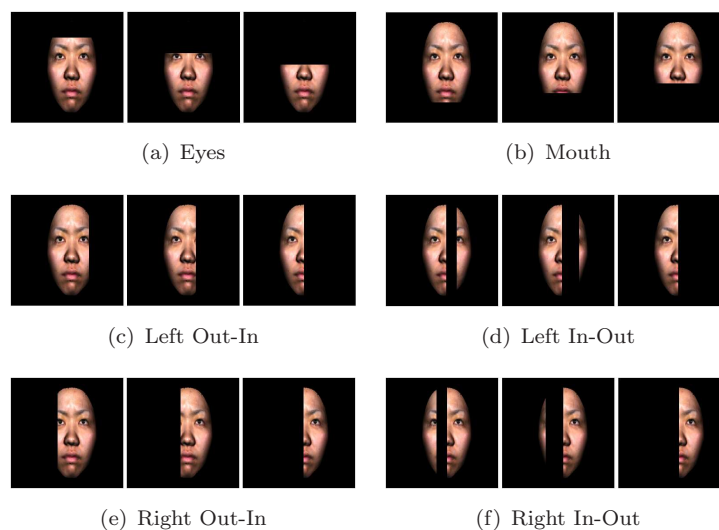 (a) Eyes
(b) Mouth
(c) Left Out-In
(d) Left In-Out
(e) Right Out-In
(f) Right In-Out